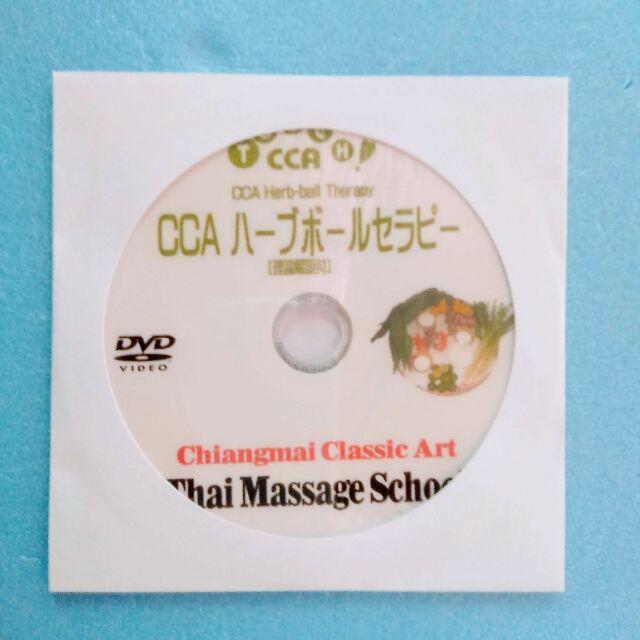 T CCA H
CCA Herb-ball Therapy
CCA ハーブボールセラピー
DVD
VIDEO
Chiangmai Classic Art
Thai Massage School